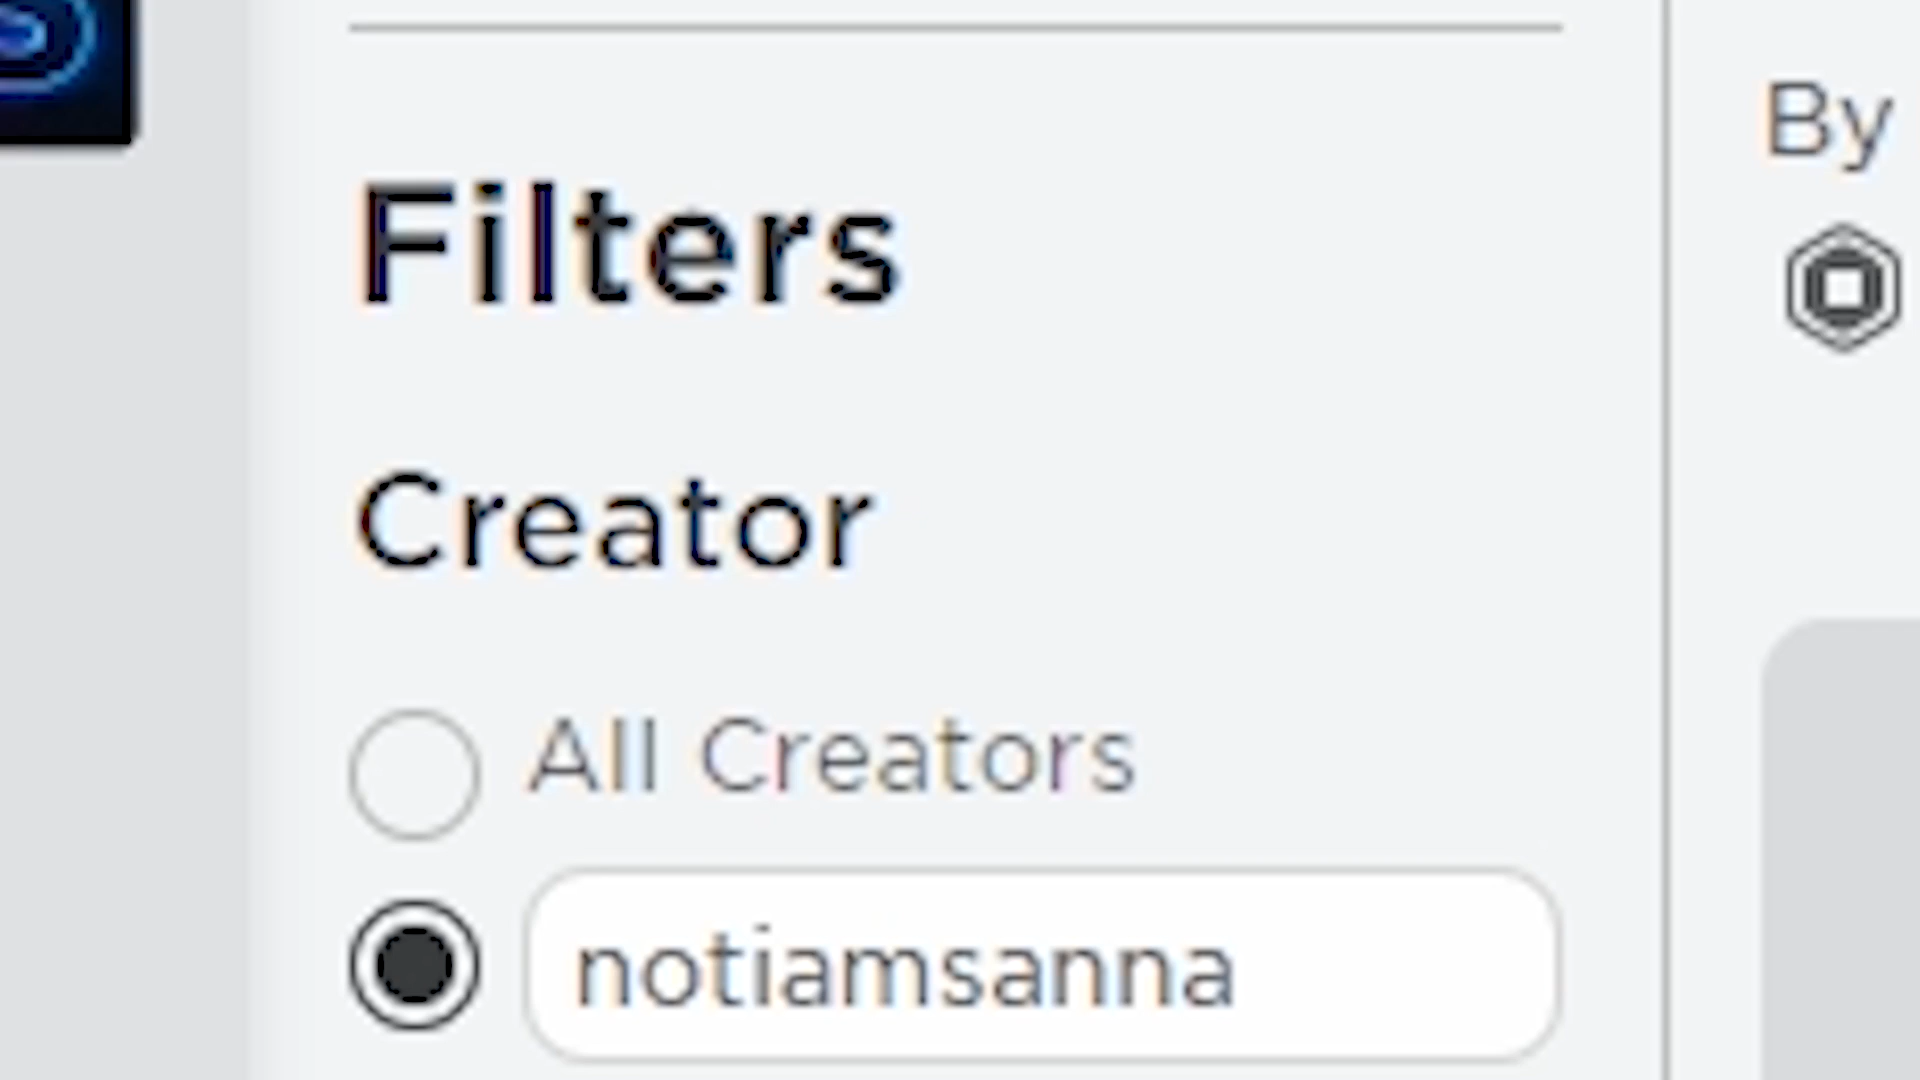 Filters
Creator
All Creators
notiamsanna
By